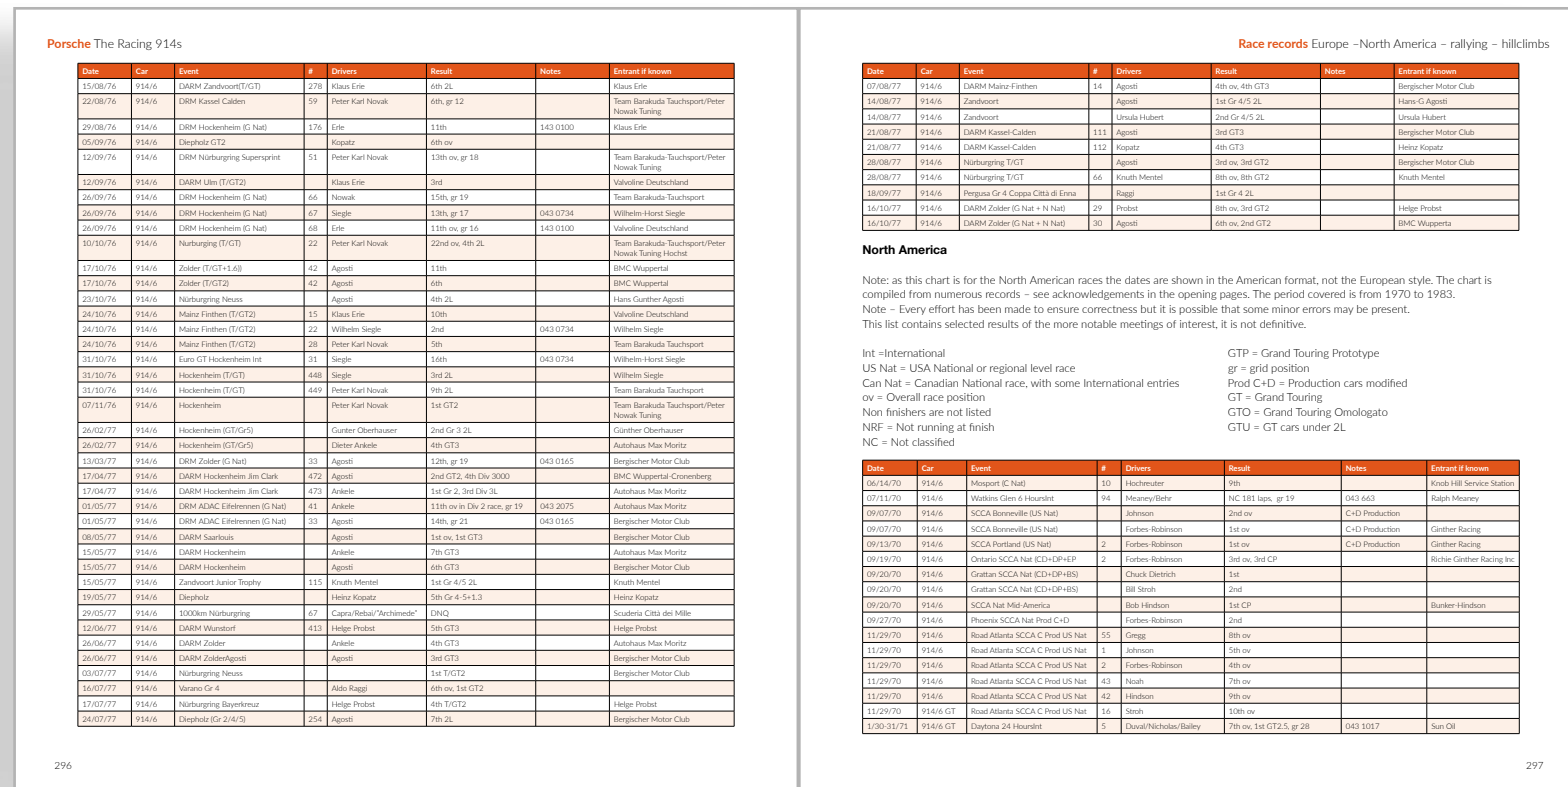 Porsche The Racing 914s
Date Car Event # Drivers Result Notes Entrant if known
15/08/76 914/6 DARM Zandvoort(T/GT) 278 Klaus Erle 6th 2L Klaus Erle
22/08/76 914/6 DRM Kassel Calden 59 Peter Karl Novak 6th, gr 12 Team Barakuda Tauchsport/Peter
Nowak Tuning
29/08/76 914/6 DRM Hockenheim (G Nat) 176 Erle 11th 143 0100 Klaus Erle
05/09/76 914/6 Diepholz GT2 Kopatz 6th ov
12/09/76 914/6 DRM Nürburgring Supersprint 51 Peter Karl Novak 13th ov, gr 18 Team Barakuda-Tauchsport/Peter
Nowak Tuning
12/09/76 914/6 DARM Ulm (T/GT2) Klaus Erle 3rd Valvoline Deutschland
26/09/76 914/6 DRM Hockenheim (G Nat) 66 Nowak 15th, gr 19 Team Barakuda-Tauchsport
26/09/76 914/6 DRM Hockenheim (G Nat) 67 Siegle 13th, gr 17 043 0734 Wilhelm-Horst Siegle
26/09/76 914/6 DRM Hockenheim (G Nat) 68 Erle 11th ov, gr 16 143 0100 Valvoline Deutschland
10/10/76 914/6 Nurburging (T/GT) 22 Peter Karl Novak 22nd ov, 4th 2L Team Barakuda-Tauchsport/Peter
Nowak Tuning Hochst
17/10/76 914/6 Zolder (T/GT+1.6)) 42 Agosti 11th BMC Wuppertal
17/10/76 914/6 Zolder (T/GT2) 42 Agosti 6th BMC Wuppertal
23/10/76 914/6 Nürburgring Neuss Agosti 4th 2L Hans Gunther Agosti
24/10/76 914/6 Mainz Finthen (T/GT2) 15 Klaus Erle 10th Valvoline Deutschland
24/10/76 914/6 Mainz Finthen (T/GT2) 22 Wilhelm Siegle 2nd 043 0734 Wilhelm Siegle
24/10/76 914/6 Mainz Finthen (T/GT2) 28 Peter Karl Novak 5th Team Barakuda Tauchsport
31/10/76 914/6 Euro GT Hockenheim Int 31 Siegle 16th 043 0734 Wilhelm-Horst Siegle
31/10/76 914/6 Hockenheim (T/GT) 448 Siegle 3rd 2L Wilhelm Siegle
31/10/76 914/6 Hockenheim (T/GT) 449 Peter Karl Novak 9th 2L Team Barakuda Tauchsport
07/11/76 914/6 Hockenheim Peter Karl Novak 1st GT2 Team Barakuda Tauchsport/Peter
Nowak Tuning
26/02/77 914/6 Hockenheim (GT/Gr5) Gunter Oberhauser 2nd Gr 3 2L Günther Oberhauser
26/02/77 914/6 Hockenheim (GT/Gr5) Dieter Ankele 4th GT3 Autohaus Max Moritz
13/03/77 914/6 DRM Zolder (G Nat) 33 Agosti 12th, gr 19 043 0165 Bergischer Motor Club
17/04/77 914/6 DARM Hockenheim Jim Clark 472 Agosti 2nd GT2, 4th Div 3000 BMC Wuppertal-Cronenberg
17/04/77 914/6 DARM Hockenheim Jim Clark 473 Ankele 1st Gr 2, 3rd Div 3L Autohaus Max Moritz
01/05/77 914/6 DRM ADAC Eifelrennen (G Nat) 41 Ankele 11th ov in Div 2 race, gr 19 043 2075 Autohaus Max Moritz
01/05/77 914/6 DRM ADAC Eifelrennen (G Nat) 33 Agosti 14th, gr 21 043 0165 Bergischer Motor Club
08/05/77 914/6 DARM Saarlouis Agosti 1st ov, 1st GT3 Bergischer Motor Club
15/05/77 914/6 DARM Hockenheim Ankele 7th GT3 Autohaus Max Moritz
15/05/77 914/6 DARM Hockenheim Agosti 6th GT3 Bergischer Motor Club
15/05/77 914/6 Zandvoort Junior Trophy 115 Knuth Mentel 1st Gr 4/5 2L Knuth Mentel
19/05/77 914/6 Diepholz Heinz Kopatz 5th Gr 4-5+1.3 Heinz Kopatz
29/05/77 914/6 1000km Nürburgring 67 Capra/Rebai/"Archimede" DNQ Scuderia Città dei Mille
12/06/77 914/6 DARM Wunstorf 413 Helge Probst 5th GT3 Helge Probst
26/06/77 914/6 DARM Zolder Ankele 4th GT3 Autohaus Max Moritz
26/06/77 914/6 DARM ZolderAgosti Agosti 3rd GT3 Bergischer Motor Club
03/07/77 914/6 Nürburgring Neuss 1st T/GT2 Bergischer Motor Club
16/07/77 914/6 Varano Gr 4 Aldo Raggi 6th ov, 1st GT2
17/07/77 914/6 Nürburgring Bayerkreuz Helge Probst 4th T/GT2 Helge Probst
24/07/77 914/6 Diepholz (Gr 2/4/5) 254 Agosti 7th 2L Bergischer Motor Club
296
Race records Europe –North America – rallying – hillclimbs
Date Car Event # Drivers Result Notes Entrant if known
07/08/77 914/6 DARM Mainz-Finthen 14 Agosti 4th ov, 4th GT3 Bergischer Motor Club
14/08/77 914/6 Zandvoort Agosti 1st Gr 4/5 2L Hans-G Agosti
14/08/77 914/6 Zandvoort Ursula Hubert 2nd Gr 4/5 2L Ursula Hubert
21/08/77 914/6 DARM Kassel-Calden 111 Agosti 3rd GT3 Bergischer Motor Club
21/08/77 914/6 DARM Kassel-Calden 112 Kopatz 4th GT3 Heinz Kopatz
28/08/77 914/6 Nürburgring T/GT Agosti 3rd ov, 3rd GT2 Bergischer Motor Club
28/08/77 914/6 Nürburgring T/GT 66 Knuth Mentel 8th ov, 8th GT2 Knuth Mentel
18/09/77 914/6 Pergusa Gr 4 Coppa Città di Enna Raggi 1st Gr 4 2L
16/10/77 914/6 DARM Zolder (G Nat + N Nat) 29 Probst 8th ov, 3rd GT2 Helge Probst
16/10/77 914/6 DARM Zolder (G Nat + N Nat) 30 Agosti 6th ov, 2nd GT2 BMC Wupperta
North America
Note: as this chart is for the North American races the dates are shown in the American format, not the European style. The chart is
compiled from numerous records – see acknowledgements in the opening pages. The period covered is from 1970 to 1983.
Note – Every effort has been made to ensure correctness but it is possible that some minor errors may be present.
This list contains selected results of the more notable meetings of interest, it is not definitive.
Int =International
US Nat = USA National or regional level race
Can Nat = Canadian National race, with some International entries
ov = Overall race position
Non finishers are not listed
NRF = Not running at finish
NC = Not classified
GTP = Grand Touring Prototype
gr = grid position
Prod C+D = Production cars modified
GT = Grand Touring
GTO = Grand Touring Omologato
GTU = GT cars under 2L
Date Car Event # Drivers Result Notes Entrant if known
06/14/70 914/6 Mosport (C Nat) 10 Hochreuter 9th Knob Hill Service Station
07/11/70 914/6 Watkins Glen 6 HoursInt 94 Meaney/Behr NC 181 laps, gr 19 043 663 Ralph Meaney
09/07/70 914/6 SCCA Bonneville (US Nat) Johnson 2nd ov C+D Production
09/07/70 914/6 SCCA Bonneville (US Nat) Forbes-Robinson 1st ov C+D Production Ginther Racing
09/13/70 914/6 SCCA Portland (US Nat) 2 Forbes-Robinson 1st ov C+D Production Ginther Racing
09/19/70 914/6 Ontario SCCA Nat (CD+DP+EP 2 Forbes-Robinson 3rd ov, 3rd CP Richie Ginther Racing Inc
09/20/70 914/6 Grattan SCCA Nat (CD+DP+BS) Chuck Dietrich 1st
09/20/70 914/6 Grattan SCCA Nat (CD+DP+BS) Bill Stroh 2nd
09/20/70 914/6 SCCA Nat Mid-America Bob Hindson 1st CP Bunker-Hindson
09/27/70 914/6 Phoenix SCCA Nat Prod C+D Forbes-Robinson 2nd
11/29/70 914/6 Road Atlanta SCCA C Prod US Nat 55 Gregg 8th ov
11/29/70 914/6 Road Atlanta SCCA C Prod US Nat 1 Johnson 5th ov
11/29/70 914/6 Road Atlanta SCCA C Prod US Nat 2 Forbes-Robinson 4th ov
11/29/70 914/6 Road Atlanta SCCA C Prod US Nat 43 Noah 7th ov
11/29/70 914/6 Road Atlanta SCCA C Prod US Nat 42 Hindson 9th ov
11/29/70 914/6 GT Road Atlanta SCCA C Prod US Nat 16 Stroh 10th ov
1/30-31/71 914/6 GT Daytona 24 HoursInt 5 Duval/Nicholas/Bailey 7th ov, 1st GT2.5, gr 28 043 1017 Sun Oil
297